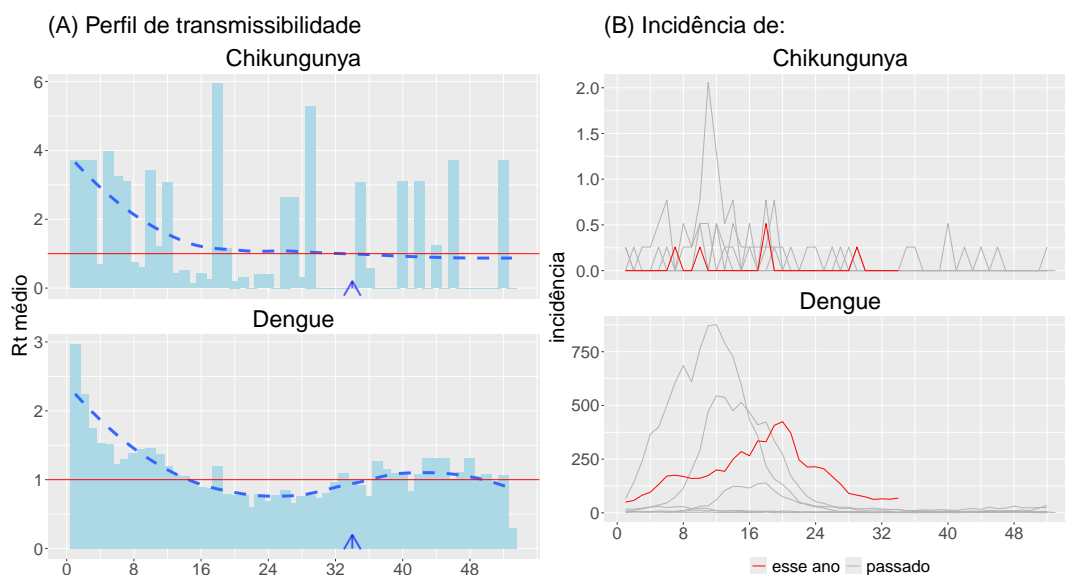 (A) Perfil de transmissibilidade
Chikungunya
6
4
2
1
0
Dengue
3
2
1
0
0 8 16 24 32 40 48
Rt médio
(B) Incidência de:
Chikungunya
2.0
1.5
1.0
0.5
0.0
Dengue
750
500
250
0
0 8 16 24 32 40 48
incidência
esse ano passado